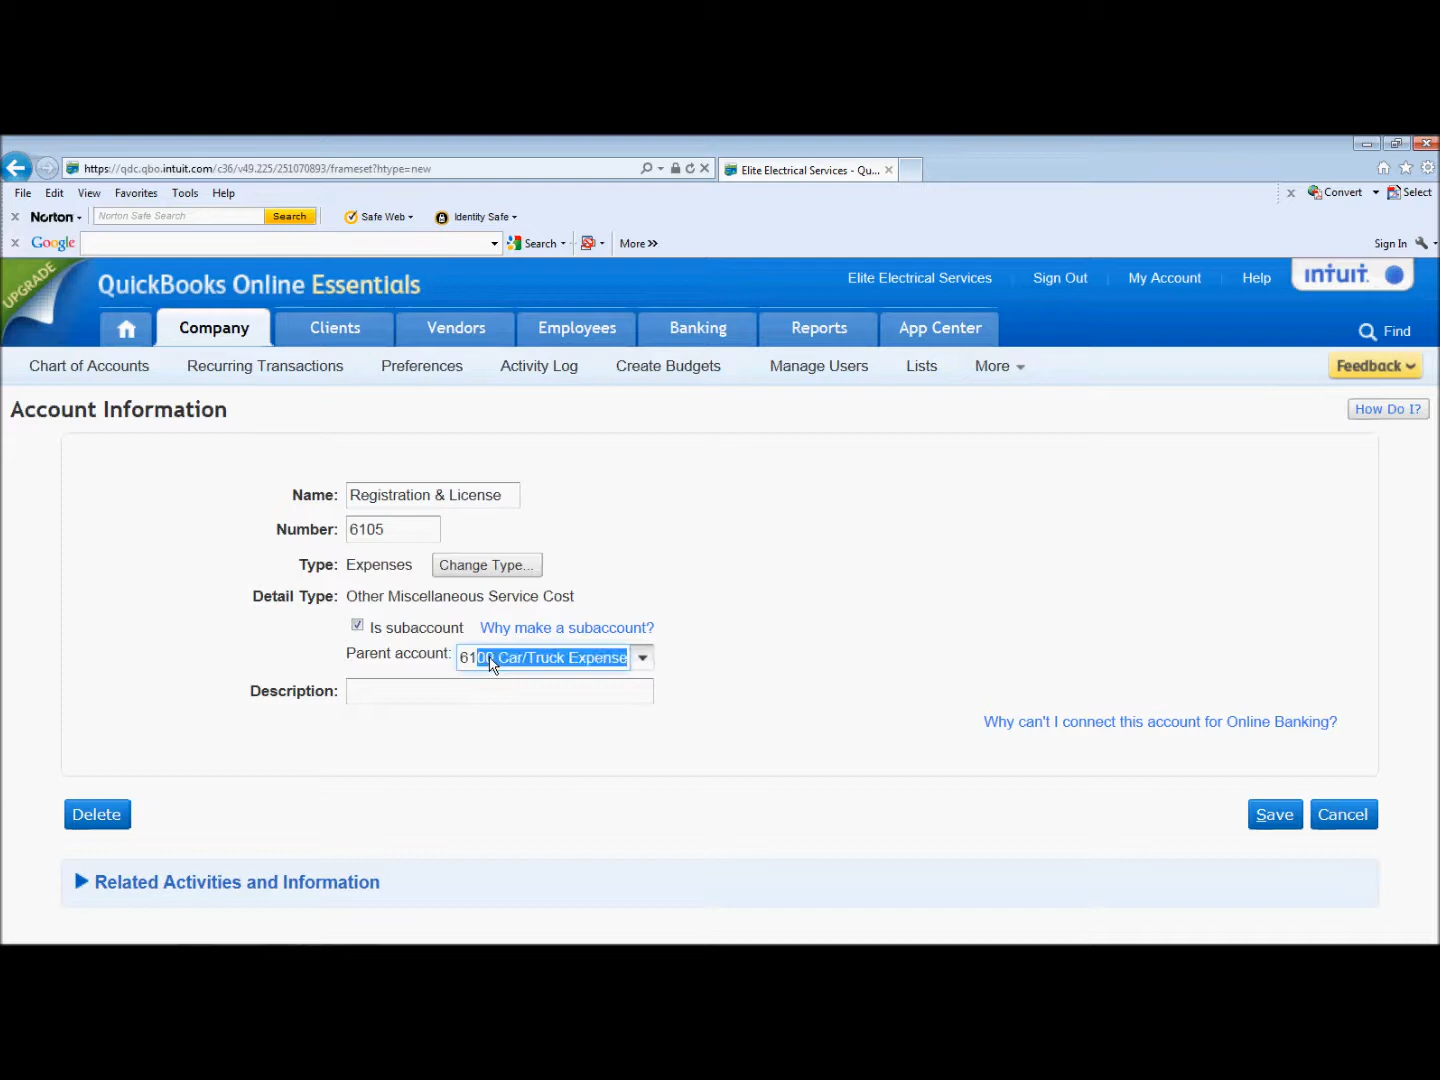 https://qdc.qbo.intuit.com/c36/v49.225/251070893/frameset?htype=new
Elite Electrical Services - Qu...
File Edit View Favorites Tools Help
Convert Select
Norton Norton Safe Search Search Safe Web Identity Safe
Google Search More » Sign In
UPGRADE
QuickBooks Online Essentials
Elite Electrical Services Sign Out My Account Help intuit.
Company Clients Vendors Employees Banking Reports App Center Find
Chart of Accounts Recurring Transactions Preferences Activity Log Create Budgets Manage Users Lists More Feedback
Account Information
How Do I?
Name: Registration & License
Number: 6105
Type: Expenses Change Type...
Detail Type: Other Miscellaneous Service Cost
Is subaccount Why make a subaccount?
Parent account: 6100 Car/Truck Expense
Description:
Why can't I connect this account for Online Banking?
Delete Save Cancel
Related Activities and Information